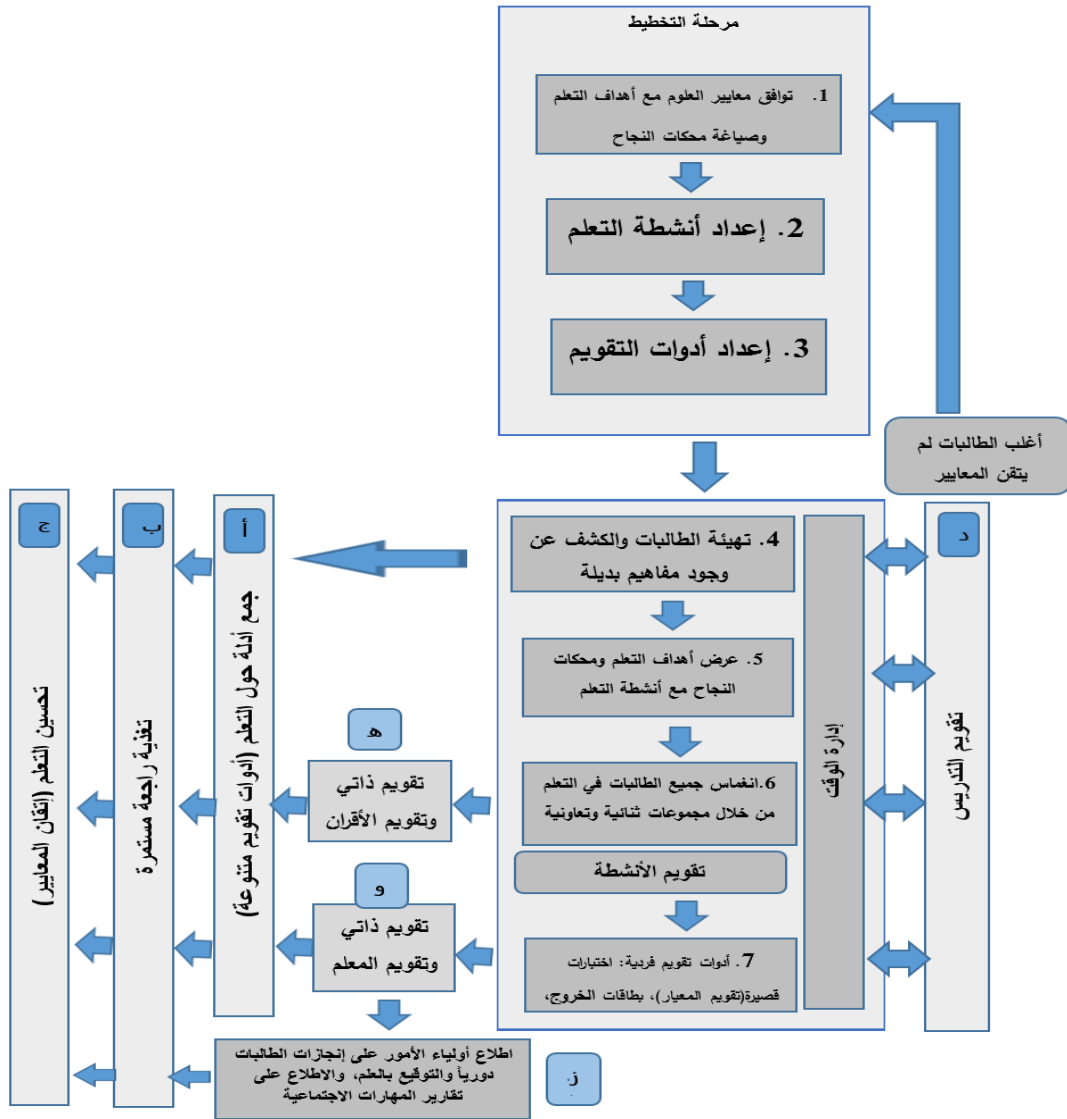 مرحلة التخطيط
1. توافق معايير العلوم مع أهداف التعلم
وصياغة محكات النجاح
2. إعداد أنشطة التعلم
3. إعداد أدوات التقويم
أغلب الطالبات لم
يتقن المعايير
4. تهيئة الطالبات والكشف عن
وجود مفاهيم بديلة
5. عرض أهداف التعلم ومحكات
النجاح مع أنشطة التعلم
6.انغماس جميع الطالبات في التعلم
من خلال مجموعات ثنائية وتعاونية
تقويم الأنشطة
7. أدوات تقويم فردية: اختبارات
قصيرة(تقويم المعيار)، بطاقات الخروج،
إدارة الوقت
د
تقويم التدريس
ه
تقويم ذاتي
وتقويم الأقران
و
تقويم ذاتي
وتقويم المعلم
أ
جمع أدلة حول التعلم (أدوات تقويم متنوعة)
ب
تغذية راجعة مستمرة
ج
تحسين التعلم (إتقان المعايير)
ز.
اطلاع أولياء الأمور على إنجازات الطالبات
دورياً والتوقيع بالعلم، والاطلاع على
تقارير المهارات الاجتماعية